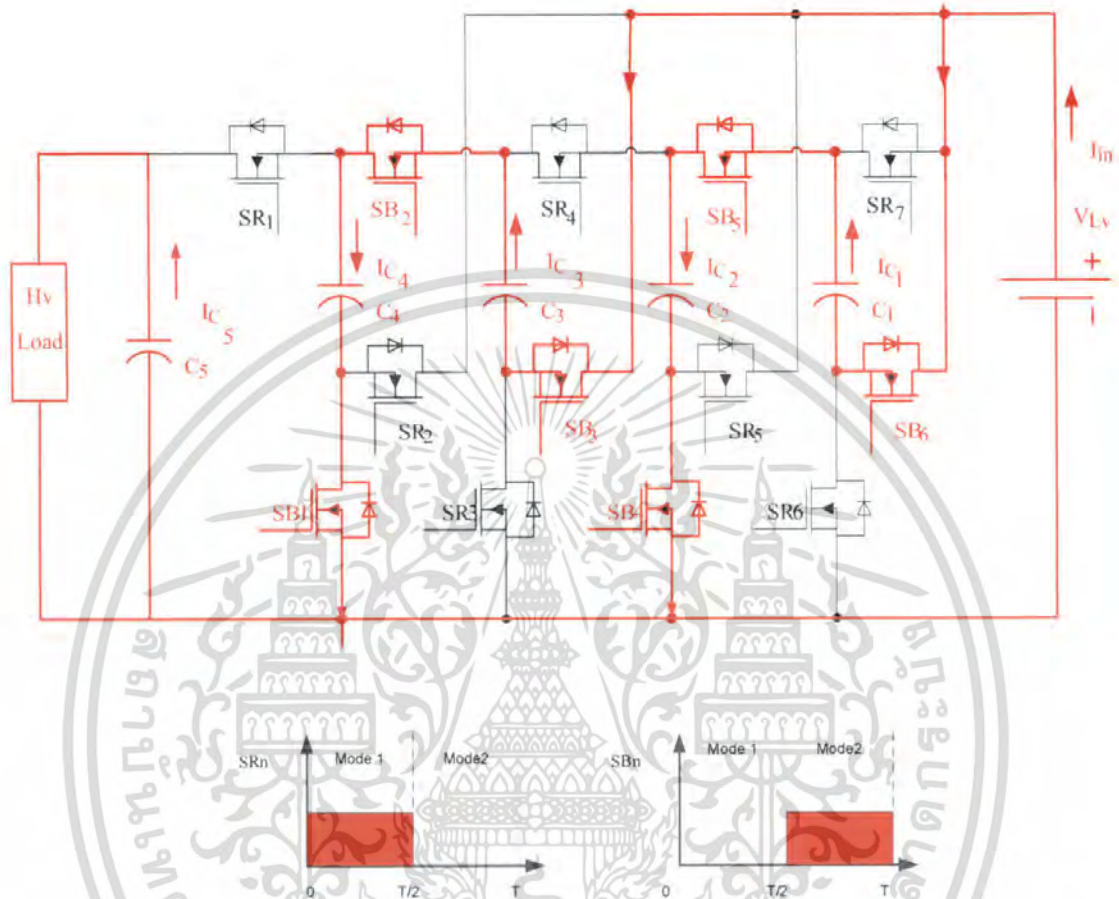 Iin
VLv
+
SR1
SB2
SR4
SB5
SR7
IC4
IC3
IC2
IC1
Hv
Load
IC5
C5
C4
C3
C2
C1
SR2
SB3
SR5
SB6
SB1
SR3
SB
SR6
SRn
Mode 1
Mode2
SBn
Mode 1
Mode2
0
T/2
T
0
T/2
T